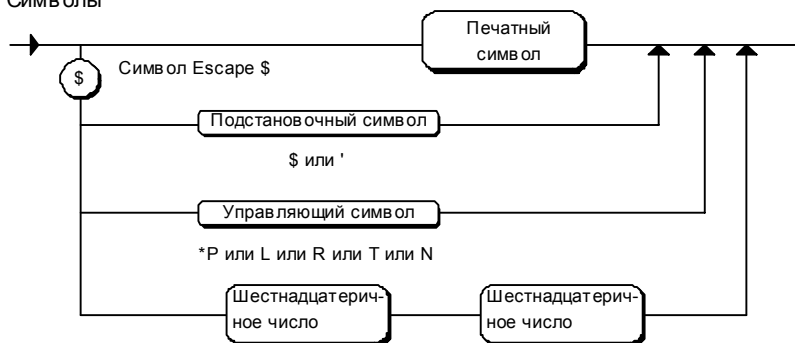 Символы
Печатный
символ
$
Символ Escape $
Подстановочный символ
$ или '
Управляющий символ
*P или L или R или T или N
Шестнадцатерич-
ное число
Шестнадцатерич-
ное число